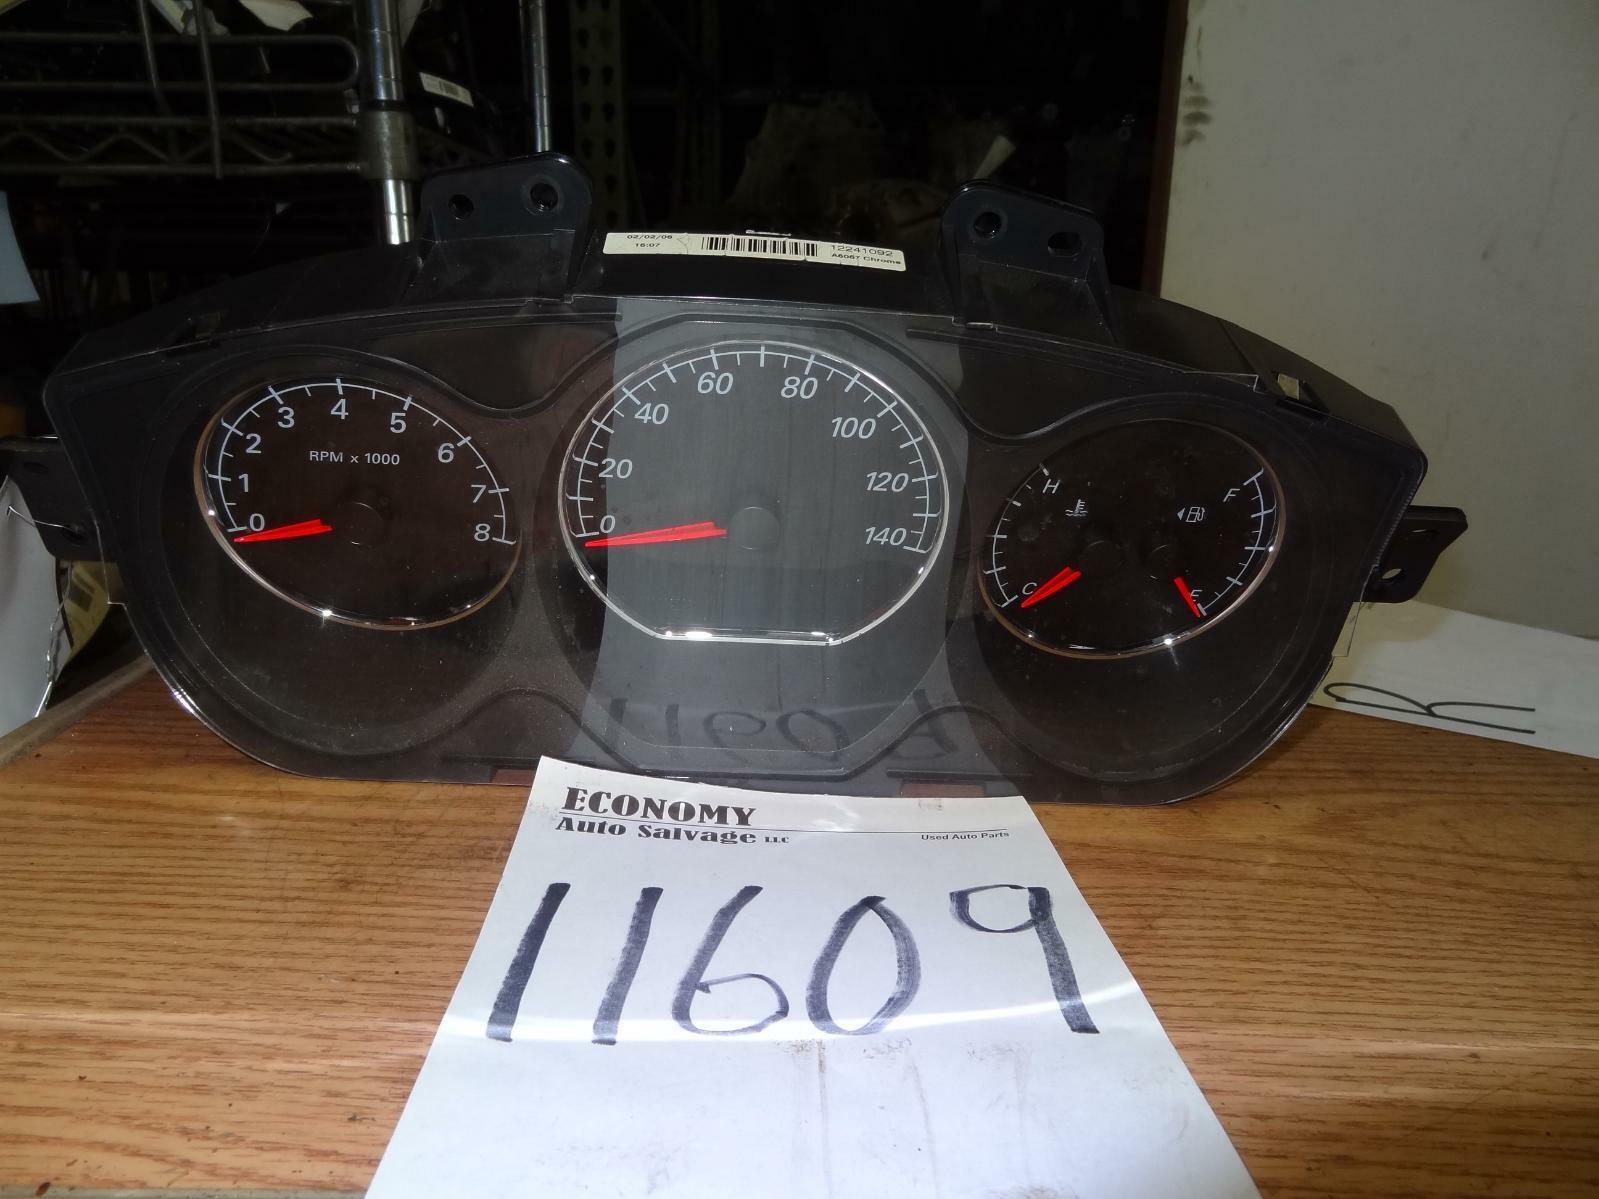 02/02/06
16:07
12241092
A6067 Chrome
0
1
2
3
4
5
6
7
8
RPM x 1000
0
20
40
60
80
100
120
140
H
C
F
E
ECONOMY
Auto Salvage LLC
Used Auto Parts
11609